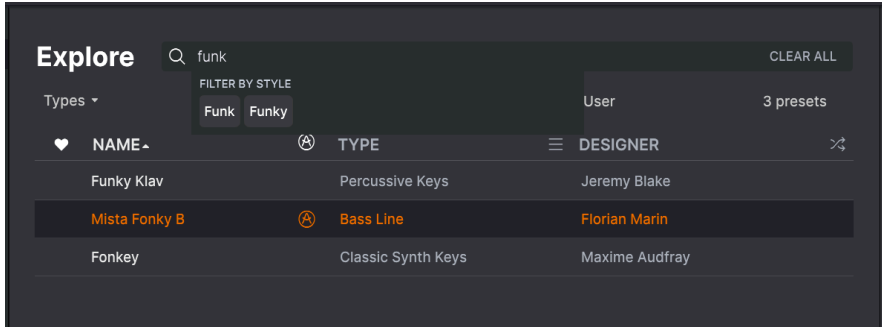 Explore
funk
CLEAR ALL
FILTER BY STYLE
Funk Funky
Types
User
3 presets
NAME TYPE DESIGNER
Funky Klav Percussive Keys Jeremy Blake
Mista Fonky B Bass Line Florian Marin
Fonkey Classic Synth Keys Maxime Audfray